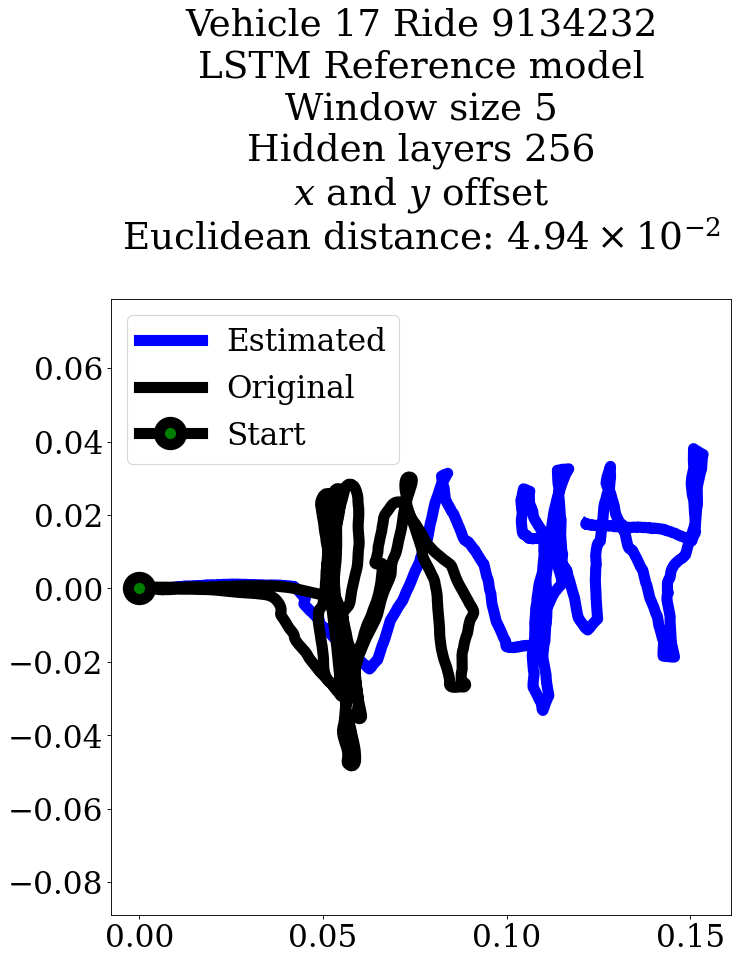 Vehicle 17 Ride 9134232
LSTM Reference model
Window size 5
Hidden layers 256
x and y offset
Euclidean distance: 4.94 × 10⁻²
Estimated
Original
Start
0.06
0.04
0.02
0.00
−0.02
−0.04
−0.06
−0.08
0.00 0.05 0.10 0.15